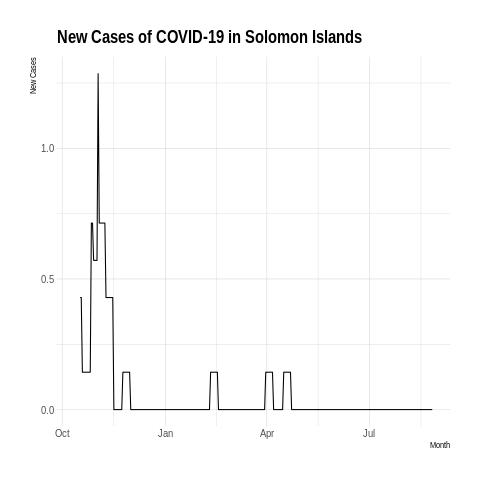 New Cases of COVID-19 in Solomon Islands
New Cases
1.0
0.5
0.0
Oct Jan Apr Jul
Month